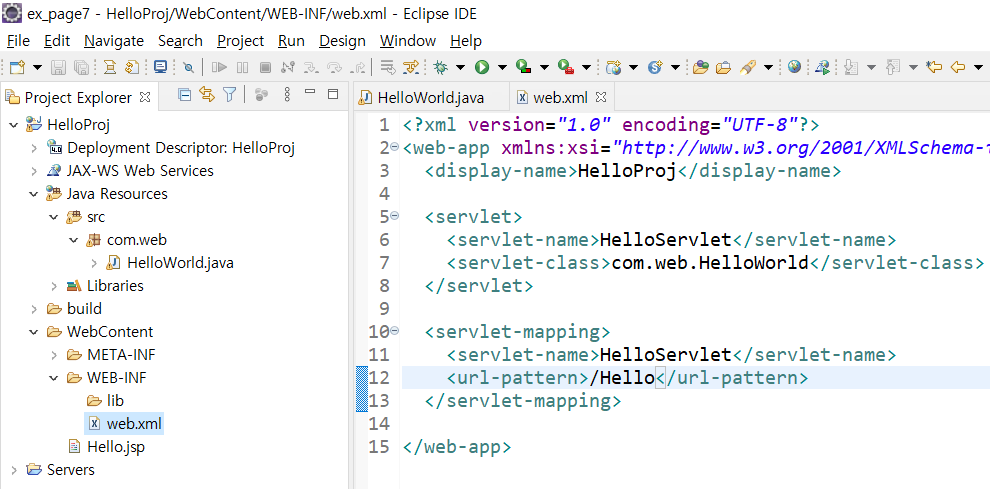 ex_page7 - HelloProj/WebContent/WEB-INF/web.xml - Eclipse IDE
File Edit Navigate Search Project Run Design Window Help
Project Explorer
HelloProj
Deployment Descriptor: HelloProj
JAX-WS Web Services
Java Resources
src
com.web
HelloWorld.java
Libraries
build
WebContent
META-INF
WEB-INF
lib
web.xml
Hello.jsp
Servers
HelloWorld.java web.xml
1 <?xml version="1.0" encoding="UTF-8"?>
2 <web-app xmlns:xsi="http://www.w3.org/2001/XMLSchema-
3 <display-name>HelloProj</display-name>
4
5 <servlet>
6 <servlet-name>HelloServlet</servlet-name>
7 <servlet-class>com.web.HelloWorld</servlet-class>
8 </servlet>
9
10 <servlet-mapping>
11 <servlet-name>HelloServlet</servlet-name>
12 <url-pattern>/Hello</url-pattern>
13 </servlet-mapping>
14
15 </web-app>